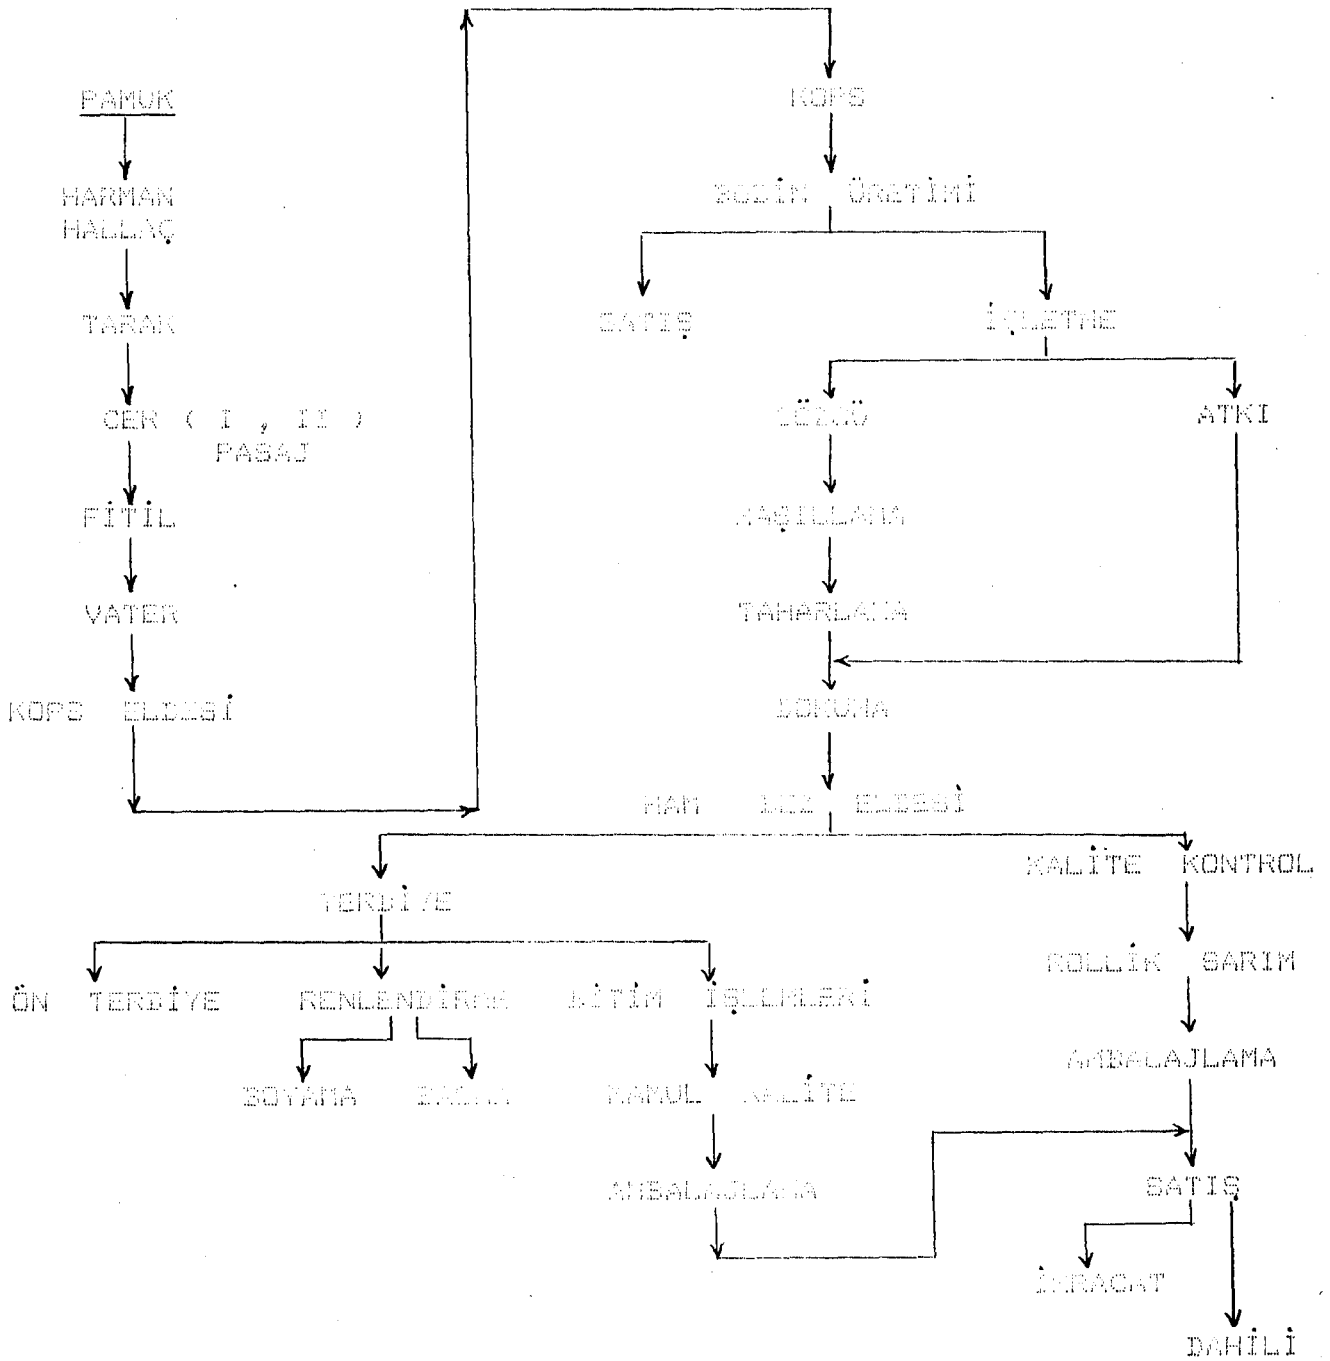 PAMUK
HARMAN
HALLAÇ
TARAK
CER ( I , II )
PASAJ
FİTİL
VATER
KOPS ELDESİ
KOPS
BOBİM ÜRETİMİ
SATIŞ
İŞLETME
ÇÖZGÜ
ATKI
HAŞILLAMA
TAHARLAMA
DOKUMA
HAM BEZ ELDESİ
TERBİYE
KALİTE KONTROL
ROLLİK SARIM
AMBALAJLAMA
ÖN TERBİYE RENLENDİRME BİTİM İŞLEMLERİ
BOYAMA BASMA MAMUL KALİTE
AMBALAJLAMA
SATIŞ
İHRACAT
DAHİLİ